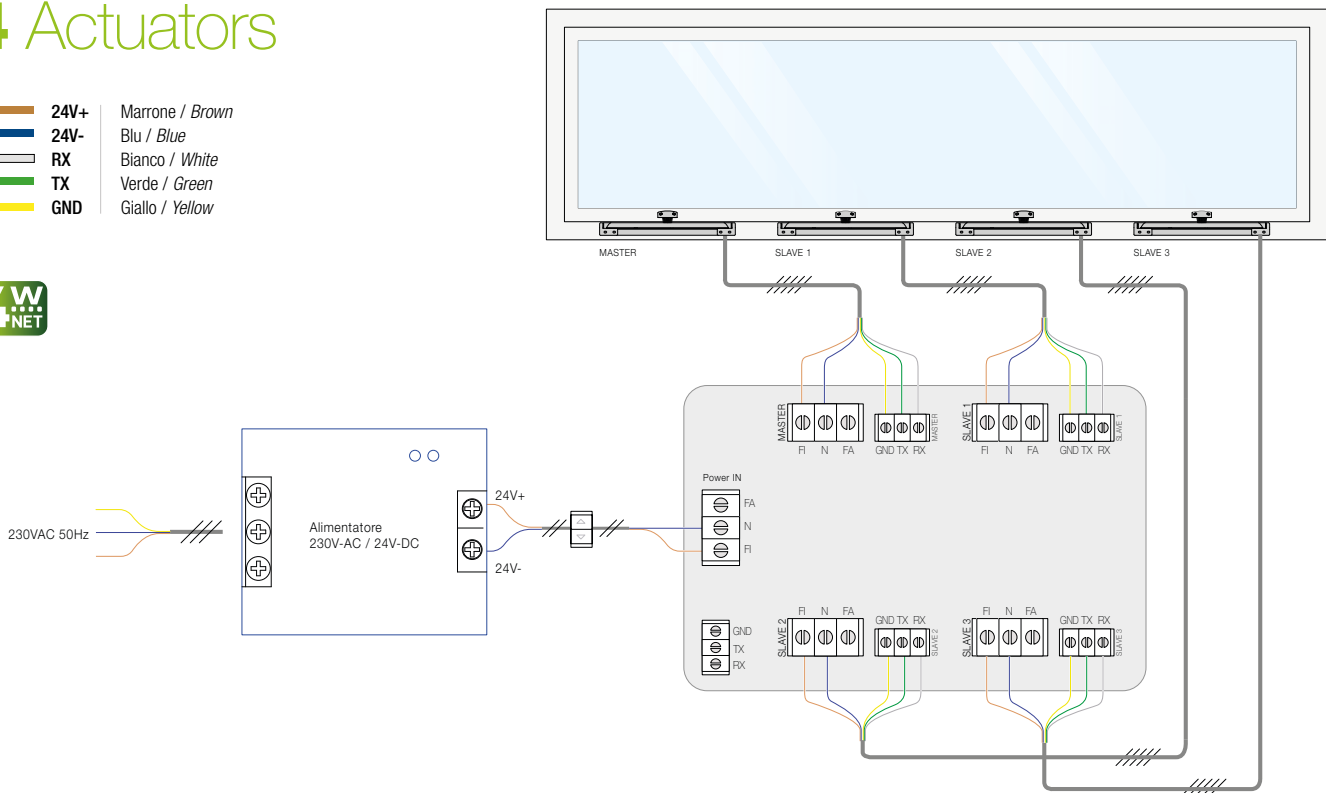 4 Actuators
24V+ Marrone / Brown
24V- Blu / Blue
RX Bianco / White
TX Verde / Green
GND Giallo / Yellow
W
NET
MASTER SLAVE 1 SLAVE 2 SLAVE 3
MASTER
FI N FA
GND TX RX
MASTER
SLAVE 1
FI N FA
GND TX RX
SLAVE 1
Power IN
FA
N
FI
230VAC 50Hz
Alimentatore
230V-AC / 24V-DC
24V+
24V-
GND
TX
RX
SLAVE 2
FI N FA
GND TX RX
SLAVE 2
SLAVE 3
FI N FA
GND TX RX
SLAVE 3